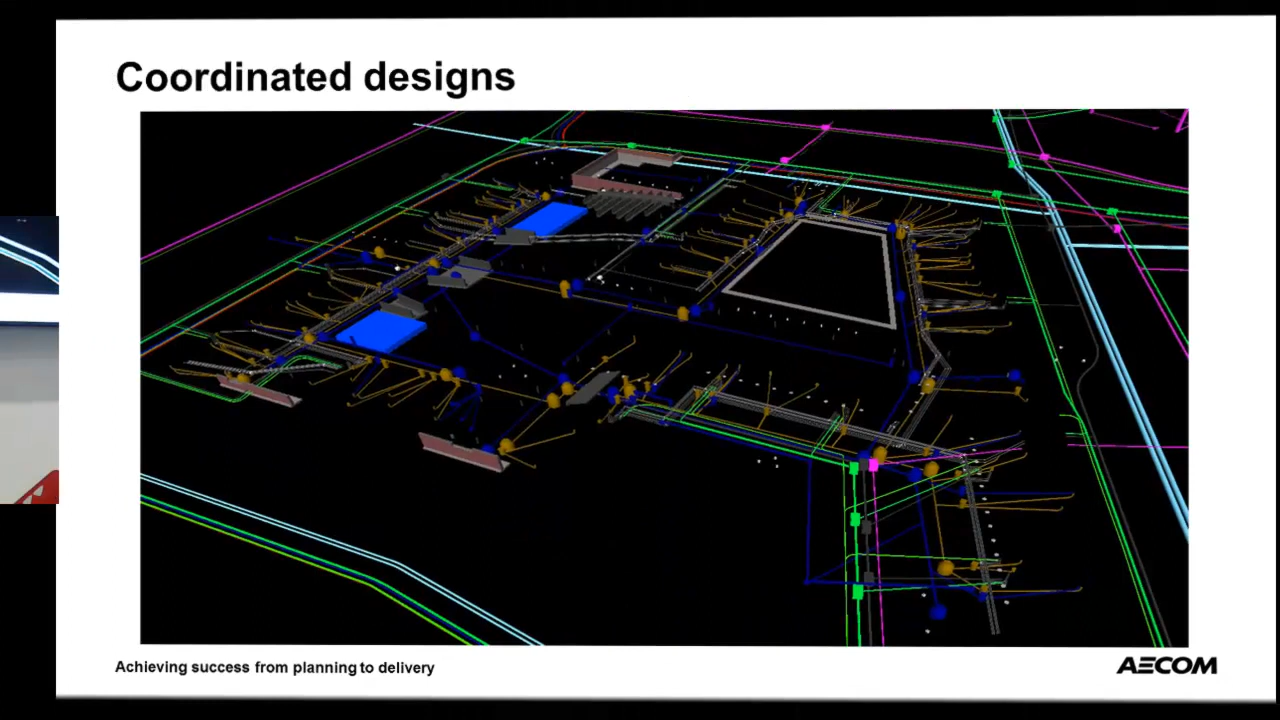 Coordinated designs
Achieving success from planning to delivery
AECOM